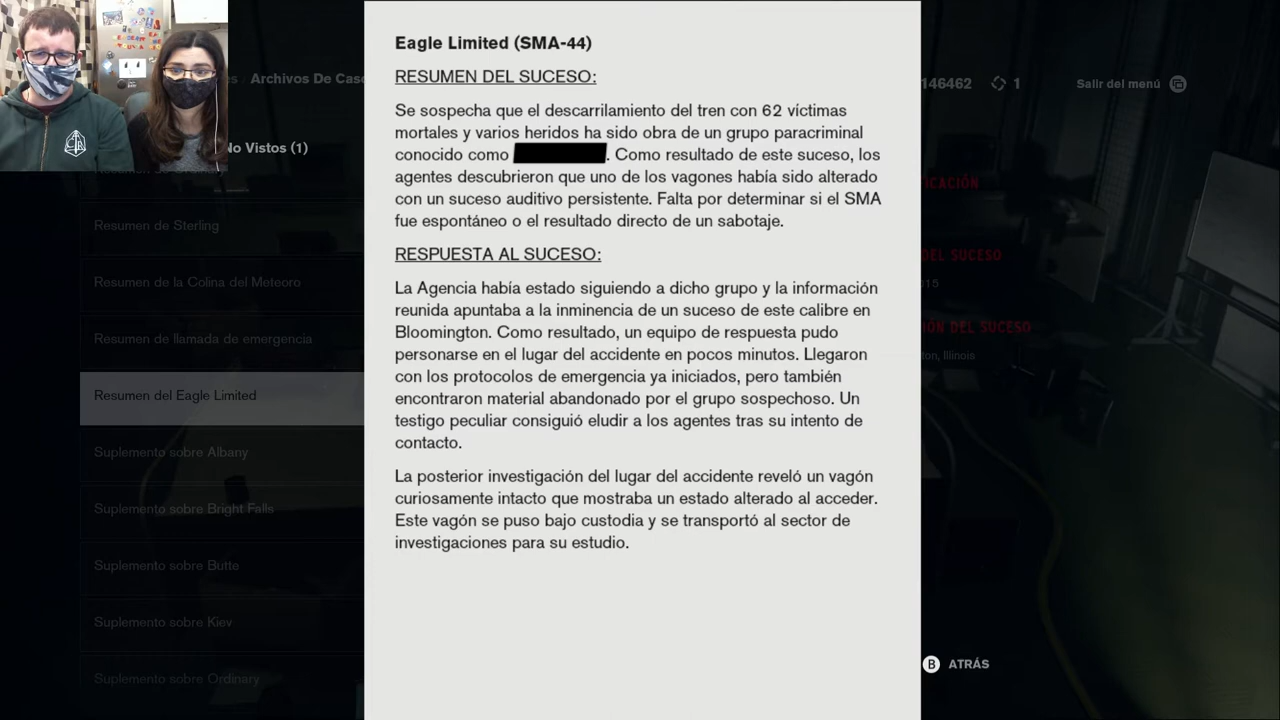 Eagle Limited (SMA-44)
RESUMEN DEL SUCESO:
Se sospecha que el descarrilamiento del tren con 62 víctimas
mortales y varios heridos ha sido obra de un grupo paracriminal
conocido como . Como resultado de este suceso, los
agentes descubrieron que uno de los vagones había sido alterado
con un suceso auditivo persistente. Falta por determinar si el SMA
fue espontáneo o el resultado directo de un sabotaje.
RESPUESTA AL SUCESO:
La Agencia había estado siguiendo a dicho grupo y la información
reunida apuntaba a la inminencia de un suceso de este calibre en
Bloomington. Como resultado, un equipo de respuesta pudo
personarse en el lugar del accidente en pocos minutos. Llegaron
con los protocolos de emergencia ya iniciados, pero también
encontraron material abandonado por el grupo sospechoso. Un
testigo peculiar consiguió eludir a los agentes tras su intento de
contacto.
La posterior investigación del lugar del accidente reveló un vagón
curiosamente intacto que mostraba un estado alterado al acceder.
Este vagón se puso bajo custodia y se transportó al sector de
investigaciones para su estudio.
Archivos De Caso
No Vistos (1)
Resumen de Sterling
Resumen de la Colina del Meteoro
Resumen de llamada de emergencia
Resumen del Eagle Limited
Suplemento sobre Albany
Suplemento sobre Bright Falls
Suplemento sobre Butte
Suplemento sobre Kiev
Suplemento sobre Ordinary
146462
1
Salir del menú
ICACIÓN
DEL SUCESO
15
IÓN DEL SUCESO
ton, Illinois
B ATRÁS